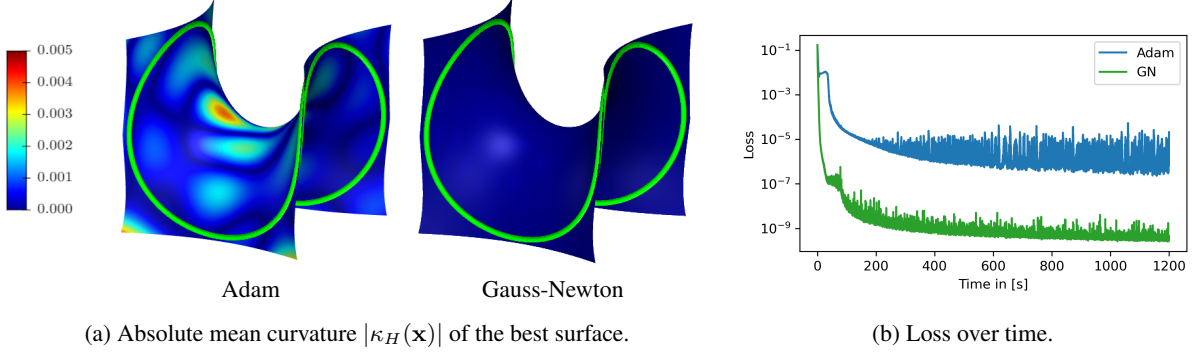 0.005
0.004
0.003
0.002
0.001
0.000
Adam
Gauss-Newton
(a) Absolute mean curvature |κ_H(x)| of the best surface.
Loss
10⁻¹
10⁻³
10⁻⁵
10⁻⁷
10⁻⁹
Adam
GN
0 200 400 600 800 1000 1200
Time in [s]
(b) Loss over time.